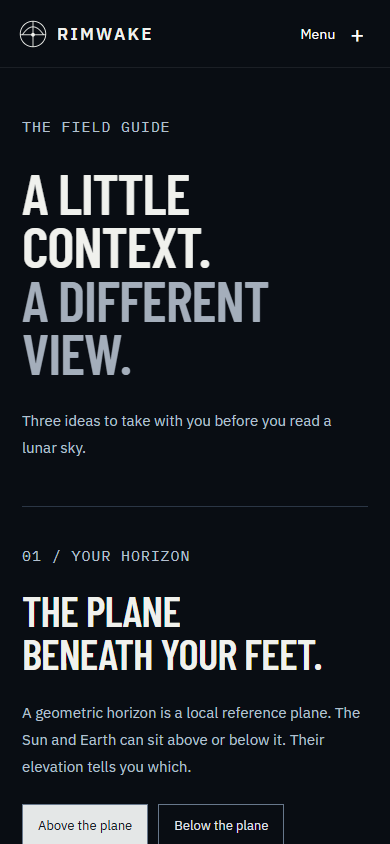 RIMWAKE
Menu +
THE FIELD GUIDE
A LITTLE
CONTEXT.
A DIFFERENT
VIEW.
Three ideas to take with you before you read a
lunar sky.
01 / YOUR HORIZON
THE PLANE
BENEATH YOUR FEET.
A geometric horizon is a local reference plane. The
Sun and Earth can sit above or below it. Their
elevation tells you which.
Above the plane
Below the plane